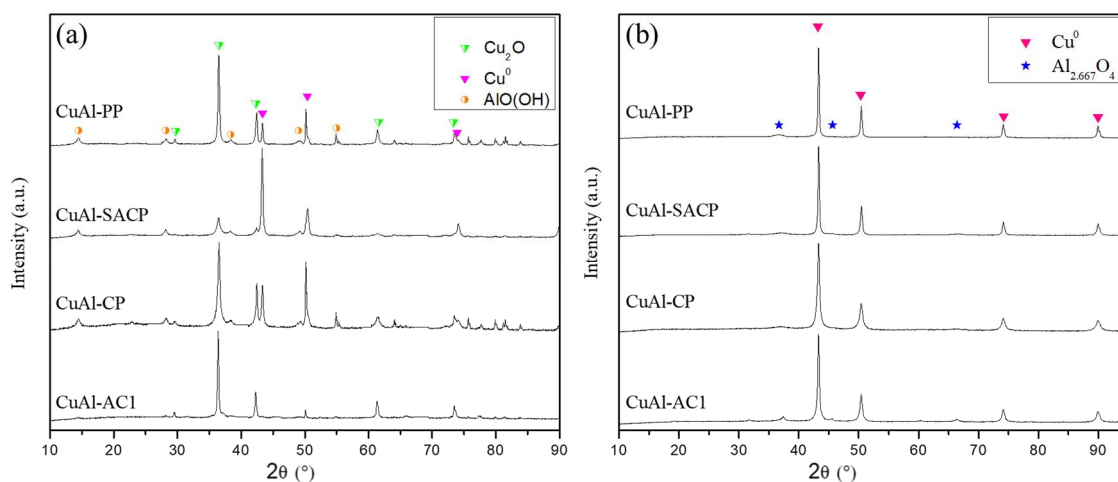 (a)
Cu₂O
Cu⁰
AlO(OH)
CuAl-PP
CuAl-SACP
CuAl-CP
CuAl-AC1
Intensity (a.u.)
10 20 30 40 50 60 70 80 90
2θ (°)
(b)
Cu⁰
Al₂.₆₆₇O₄
CuAl-PP
CuAl-SACP
CuAl-CP
CuAl-AC1
Intensity (a.u.)
10 20 30 40 50 60 70 80 90
2θ (°)